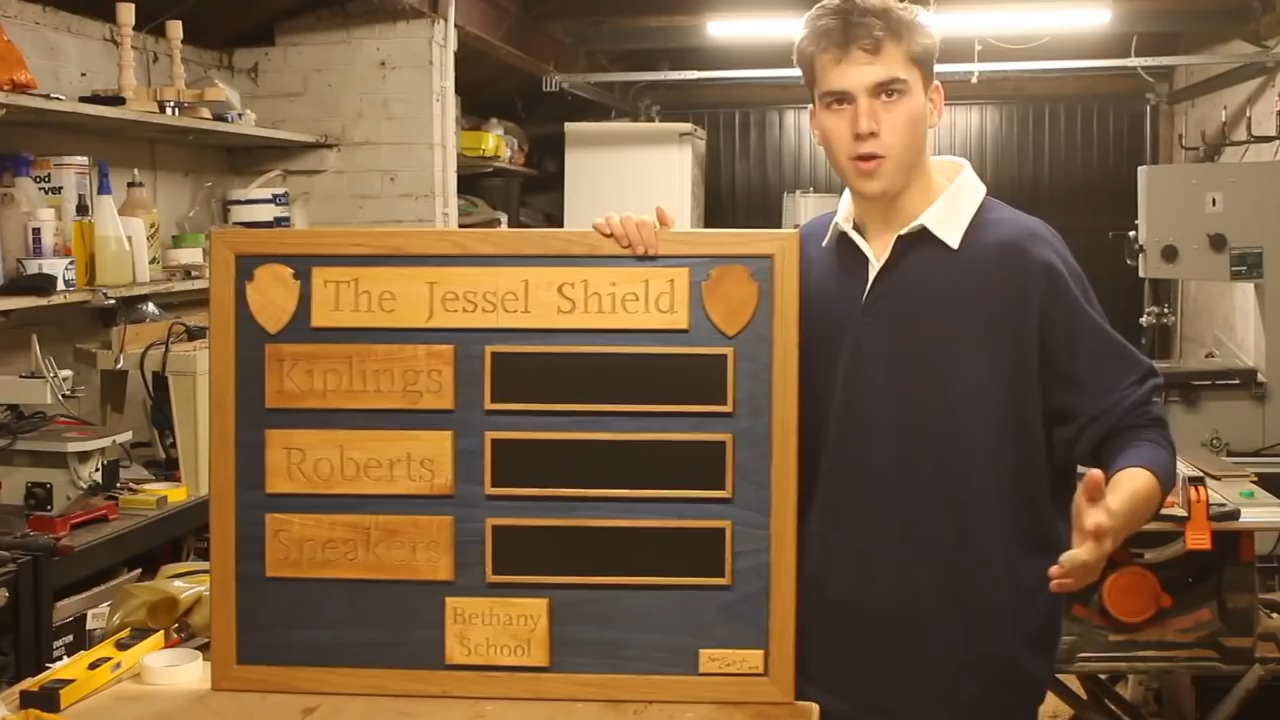 The Jessel Shield
Kiplings
Roberts
Speakers
Bethany
School